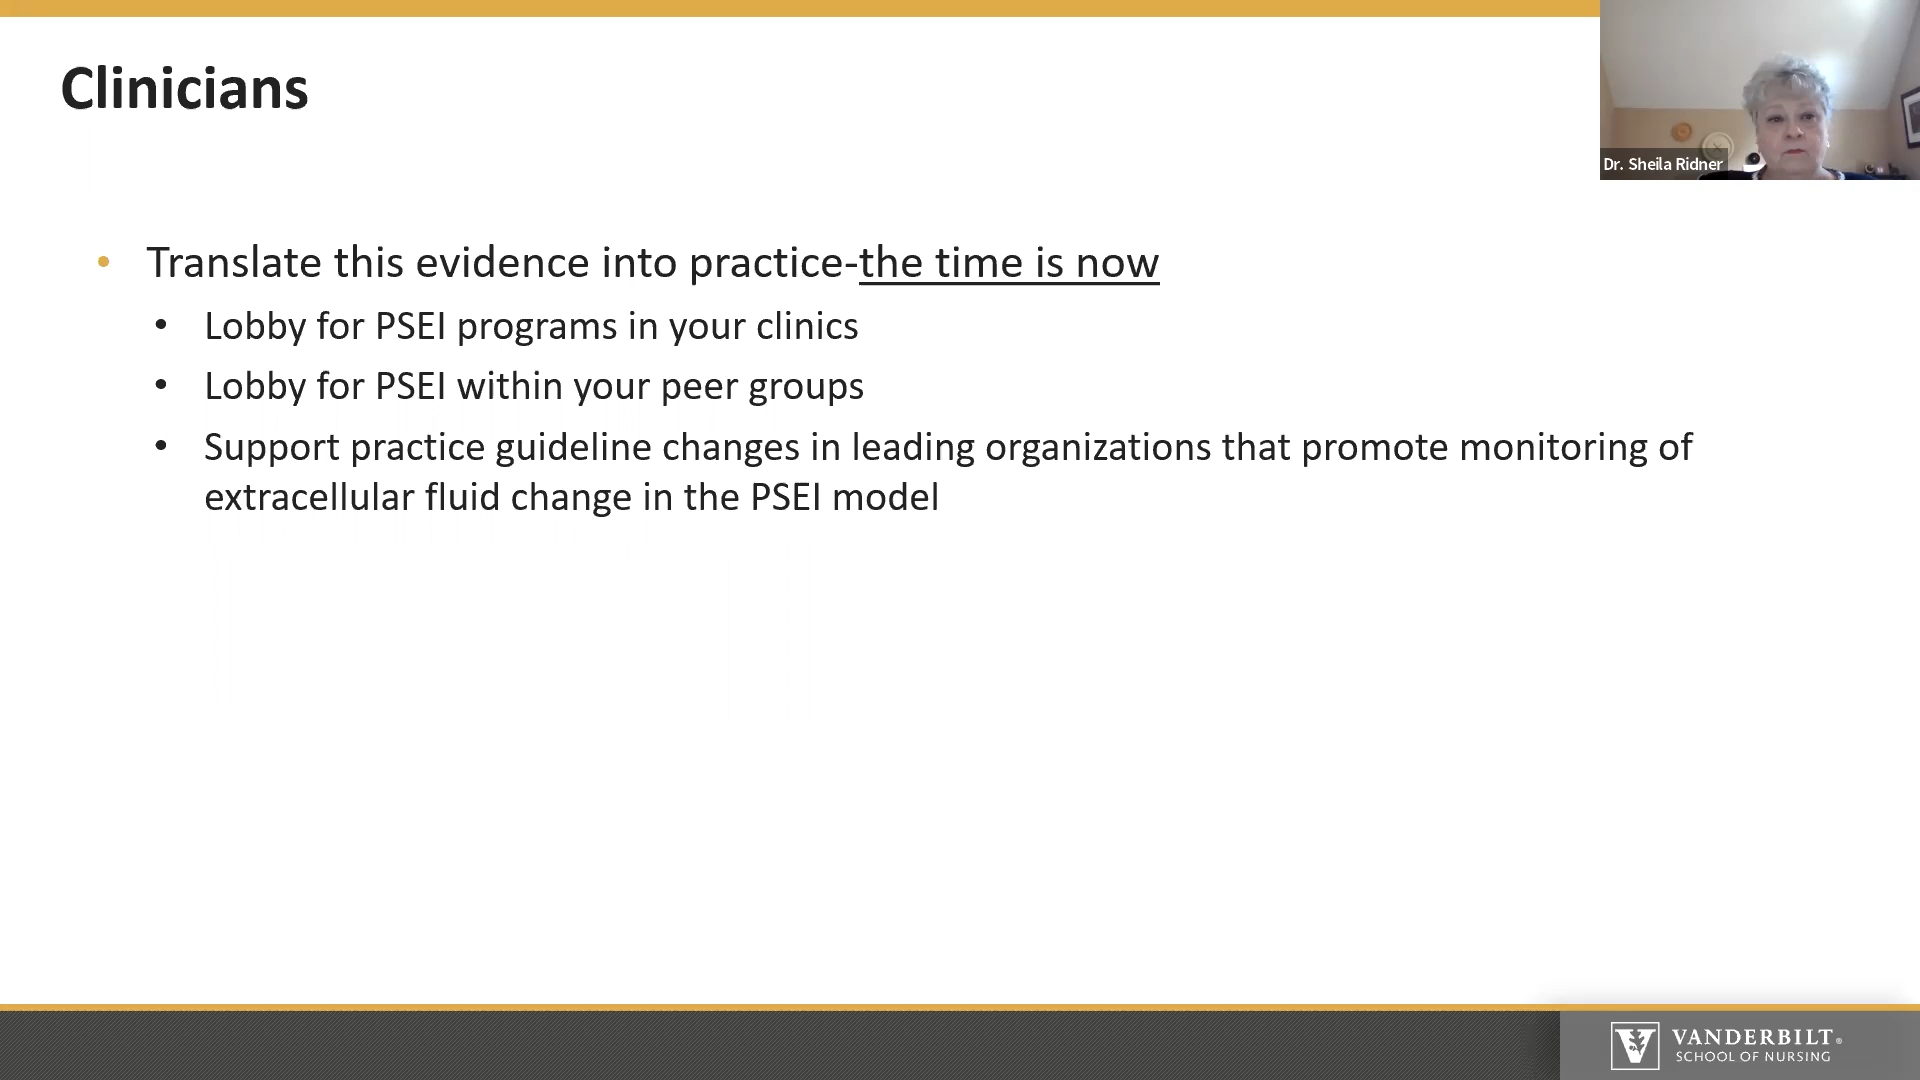 Clinicians
Dr. Sheila Ridner
• Translate this evidence into practice-the time is now
• Lobby for PSEI programs in your clinics
• Lobby for PSEI within your peer groups
• Support practice guideline changes in leading organizations that promote monitoring of
extracellular fluid change in the PSEI model
V VANDERBILT®
SCHOOL OF NURSING